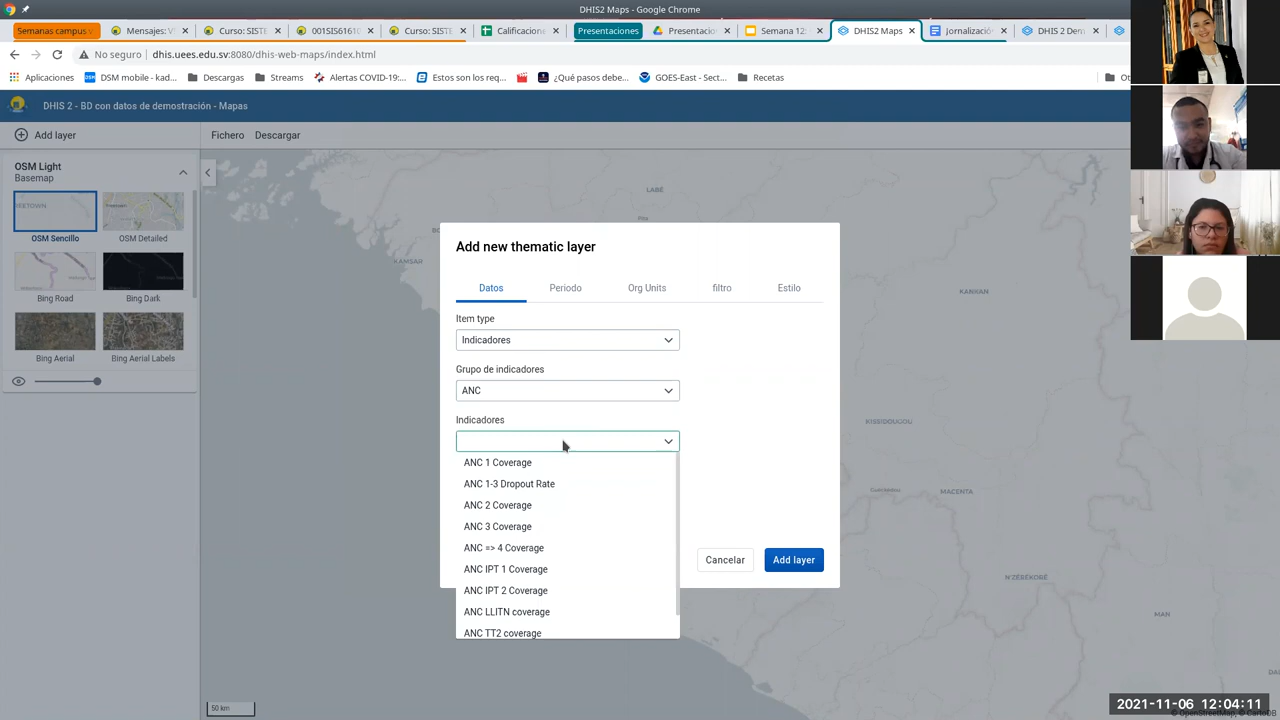 DHIS2 Maps - Google Chrome
Semanas campus v
Mensajes: V
Curso: SISTE
001SIS61610
Curso: SISTE
Calificacione
Presentaciones
Presentacio
Semana 12:
DHIS2 Maps
Jornalizació
DHIS 2 Dem
No seguro
dhis.uees.edu.sv:8080/dhis-web-maps/index.html
Aplicaciones
DSM mobile - kad...
Descargas
Streams
Alertas COVID-19:...
Estos son los req...
¿Qué pasos debe...
GOES-East - Sect...
Recetas
DHIS 2 - BD con datos de demostración - Mapas
Add layer
Fichero
Descargar
OSM Light
Basemap
OSM Sencillo
OSM Detailed
Bing Road
Bing Dark
Bing Aerial
Bing Aerial Labels
LABÉ
KAMSAR
KANKAN
KISSIDOUGOU
MACENTA
N'ZÉRÉKORÉ
MAN
50 km
Add new thematic layer
Datos
Periodo
Org Units
filtro
Estilo
Item type
Indicadores
Grupo de indicadores
ANC
Indicadores
ANC 1 Coverage
ANC 1-3 Dropout Rate
ANC 2 Coverage
ANC 3 Coverage
ANC => 4 Coverage
ANC IPT 1 Coverage
ANC IPT 2 Coverage
ANC LLITN coverage
ANC TT2 coverage
Cancelar
Add layer
2021-11-06 12:04:11